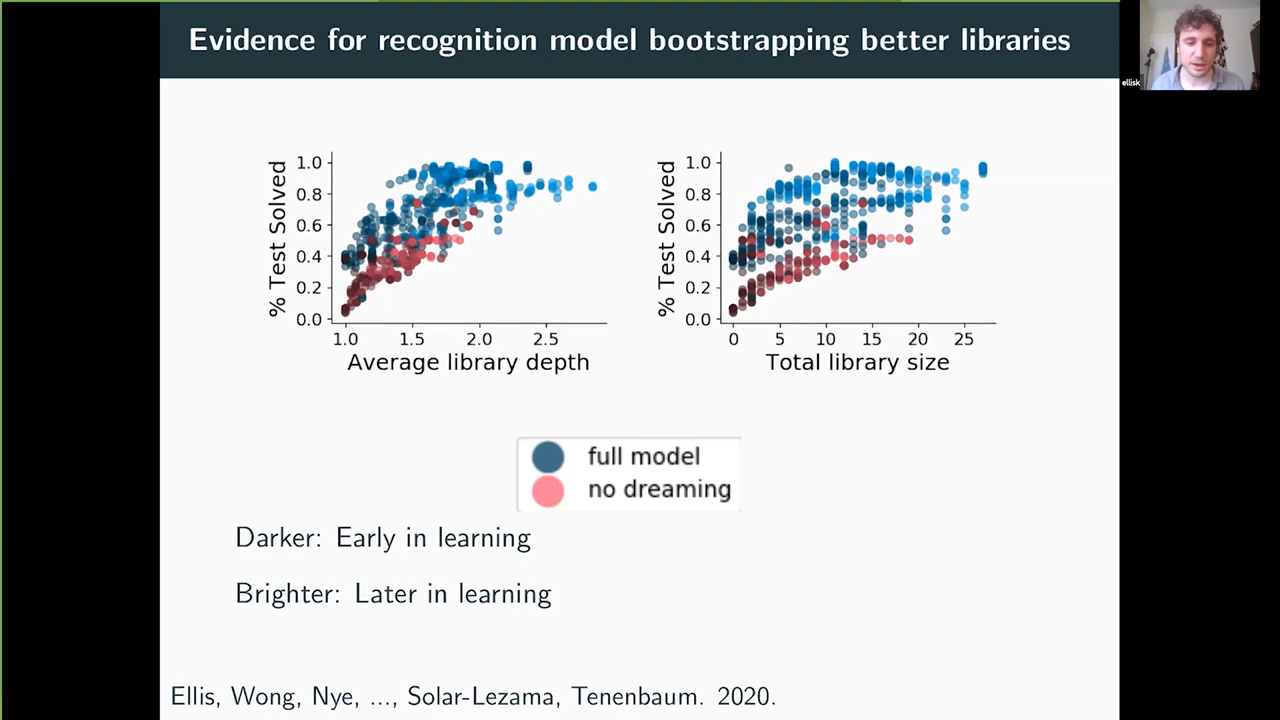 Evidence for recognition model bootstrapping better libraries
ellisk
% Test Solved
1.0
0.8
0.6
0.4
0.2
0.0
1.0 1.5 2.0 2.5
Average library depth
% Test Solved
1.0
0.8
0.6
0.4
0.2
0.0
0 5 10 15 20 25
Total library size
full model
no dreaming
Darker: Early in learning
Brighter: Later in learning
Ellis, Wong, Nye, ..., Solar-Lezama, Tenenbaum. 2020.